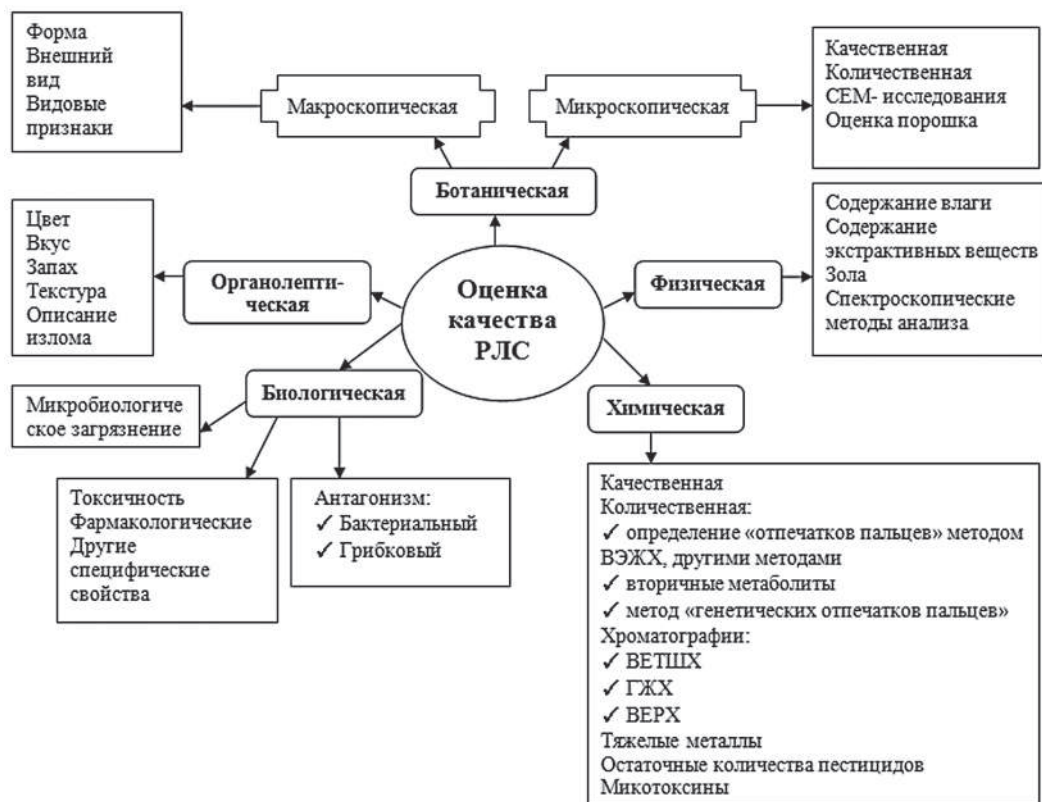 Форма
Внешний
вид
Видовые
признаки
Макроскопическая
Микроскопическая
Качественная
Количественная
СЕМ- исследования
Оценка порошка
Ботаническая
Цвет
Вкус
Запах
Текстура
Описание
излома
Органолепти-
ческая
Оценка
качества
РЛС
Физическая
Содержание влаги
Содержание
экстрактивных веществ
Зола
Спектроскопические
методы анализа
Биологическая
Химическая
Микробиологиче
ское загрязнение
Токсичность
Фармакологические
Другие
специфические
свойства
Антагонизм:
✓ Бактериальный
✓ Грибковый
Качественная
Количественная:
✓ определение «отпечатков пальцев» методом
ВЭЖХ, другими методами
✓ вторичные метаболиты
✓ метод «генетических отпечатков пальцев»
Хроматографии:
✓ ВЕТШХ
✓ ГЖХ
✓ ВЕРХ
Тяжелые металлы
Остаточные количества пестицидов
Микотоксины